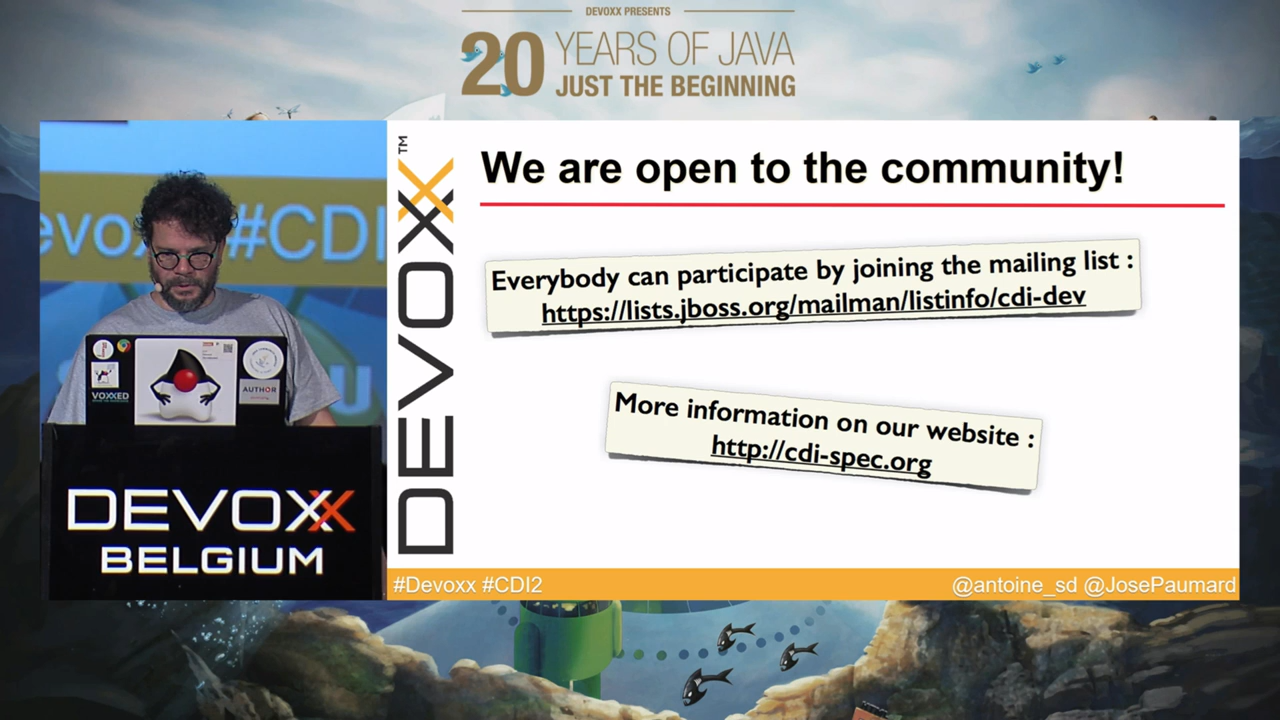 DEVOXX PRESENTS
20 YEARS OF JAVA
JUST THE BEGINNING
evox #CDI
VOXXED
AUTHOR
DEVOXX
BELGIUM
DEVOXX™
We are open to the community!
Everybody can participate by joining the mailing list :
https://lists.jboss.org/mailman/listinfo/cdi-dev
More information on our website :
http://cdi-spec.org
#Devoxx #CDI2
@antoine_sd @JosePaumard